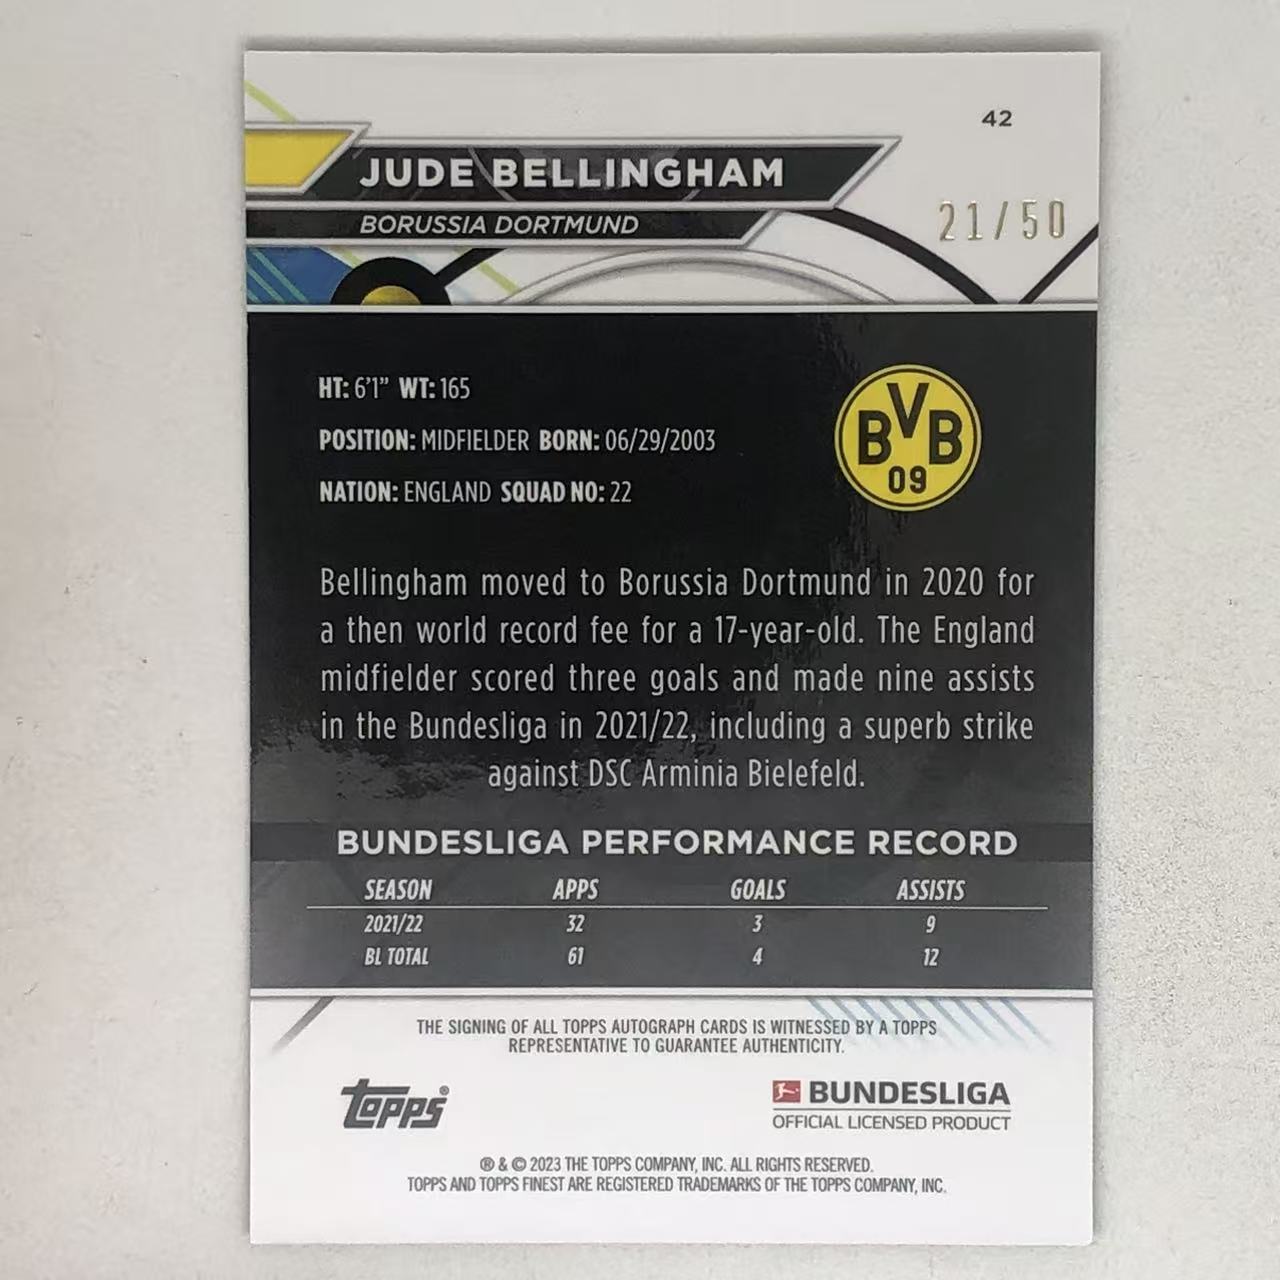 42
JUDE BELLINGHAM
21/50
BORUSSIA DORTMUND
HT: 6'1" WT: 165
POSITION: MIDFIELDER BORN: 06/29/2003
NATION: ENGLAND SQUAD NO: 22
BVB
09
Bellingham moved to Borussia Dortmund in 2020 for
a then world record fee for a 17-year-old. The England
midfielder scored three goals and made nine assists
in the Bundesliga in 2021/22, including a superb strike
against DSC Arminia Bielefeld.
BUNDESLIGA PERFORMANCE RECORD
SEASON APPS GOALS ASSISTS
2021/22 32 3 9
BL TOTAL 61 4 12
THE SIGNING OF ALL TOPPS AUTOGRAPH CARDS IS WITNESSED BY A TOPPS
REPRESENTATIVE TO GUARANTEE AUTHENTICITY.
topps®
BUNDESLIGA
OFFICIAL LICENSED PRODUCT
® & © 2023 THE TOPPS COMPANY, INC. ALL RIGHTS RESERVED.
TOPPS AND TOPPS FINEST ARE REGISTERED TRADEMARKS OF THE TOPPS COMPANY, INC.